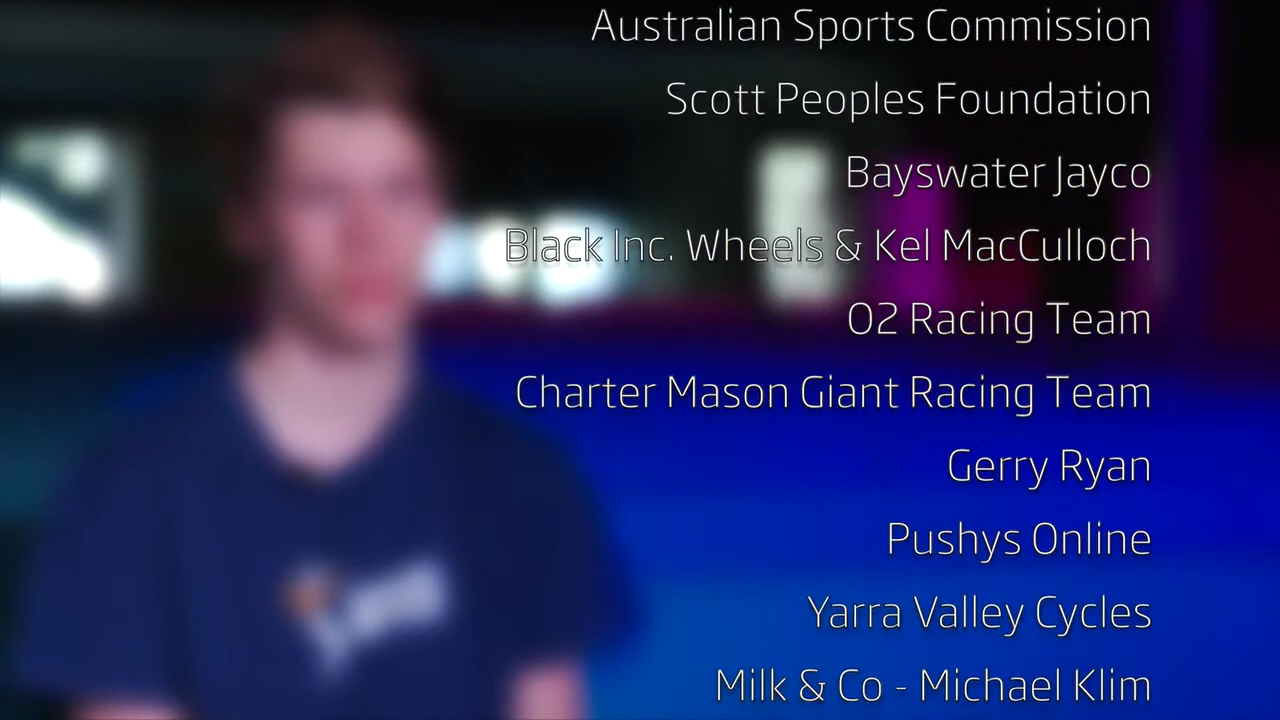 Australian Sports Commission
Scott Peoples Foundation
Bayswater Jayco
Black Inc. Wheels & Kel MacCulloch
O2 Racing Team
Charter Mason Giant Racing Team
Gerry Ryan
Pushys Online
Yarra Valley Cycles
Milk & Co - Michael Klim